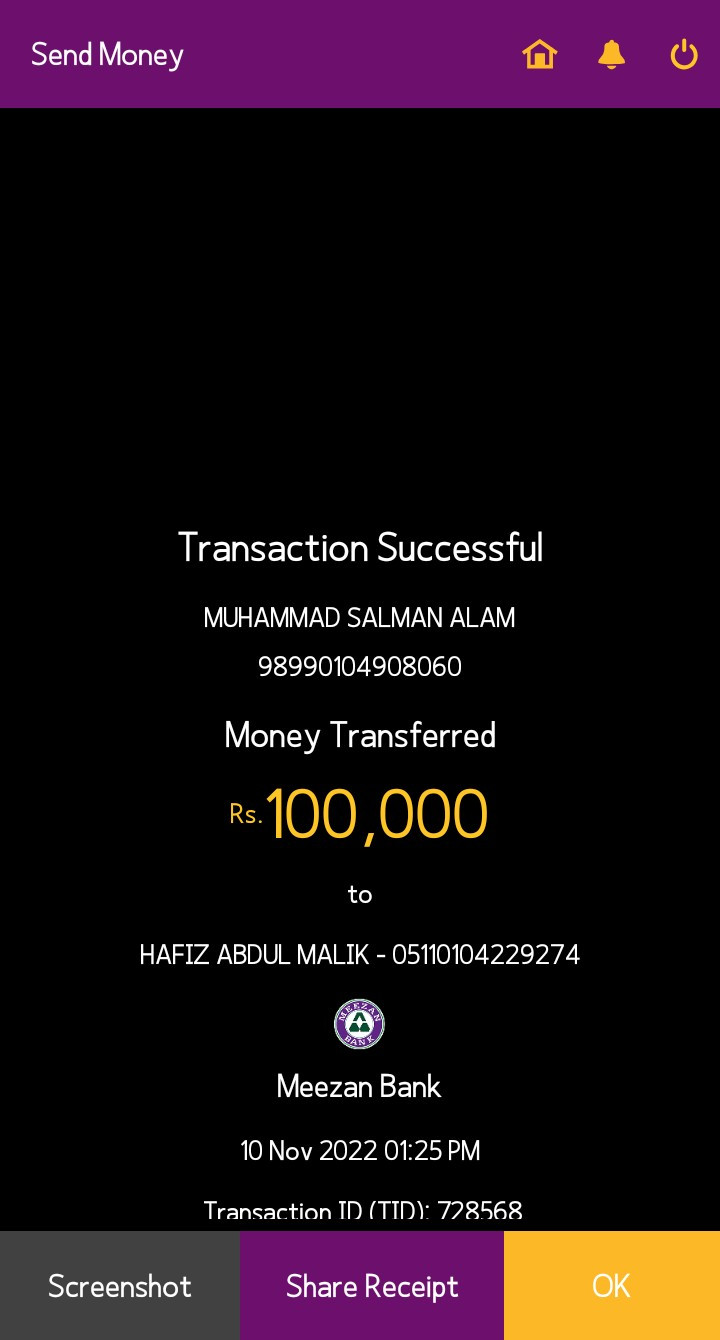 Send Money
Transaction Successful
MUHAMMAD SALMAN ALAM
98990104908060
Money Transferred
Rs.100,000
to
HAFIZ ABDUL MALIK - 05110104229274
MEEZAN BANK
Meezan Bank
10 Nov 2022 01:25 PM
Transaction ID (TID): 728568
Screenshot
Share Receipt
OK